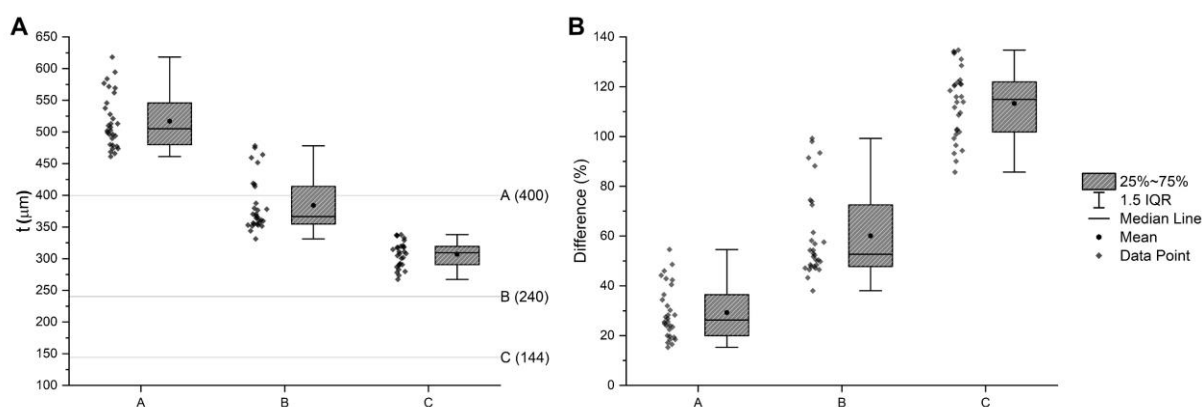 A
t (μm)
650
600
550
500
450
400
350
300
250
200
150
100
A (400)
B (240)
C (144)
A B C
B
Difference (%)
140
120
100
80
60
40
20
0
A B C
25%~75%
1.5 IQR
Median Line
Mean
Data Point